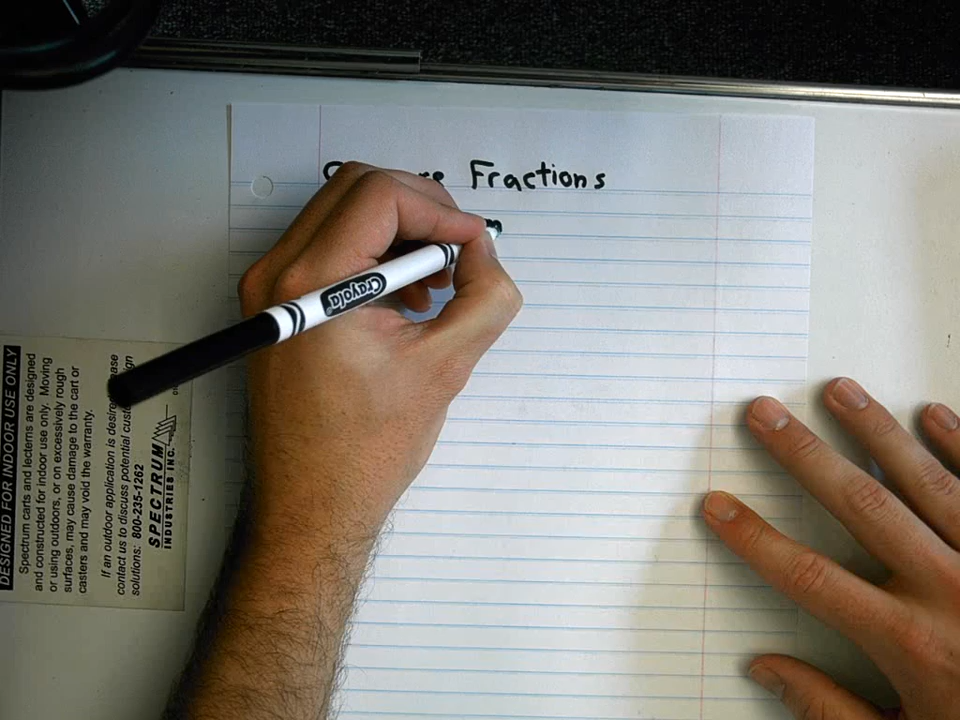 Fractions
Crayola
DESIGNED FOR INDOOR USE ONLY
Spectrum carts and lecterns are designed
and constructed for indoor use only. Moving
or using outdoors, or on excessively rough
surfaces, may cause damage to the cart or
casters and may void the warranty.
If an outdoor application is
contact us to discuss potential
solutions: 800-235-1262
SPECTRUM
INDUSTRIES INC.